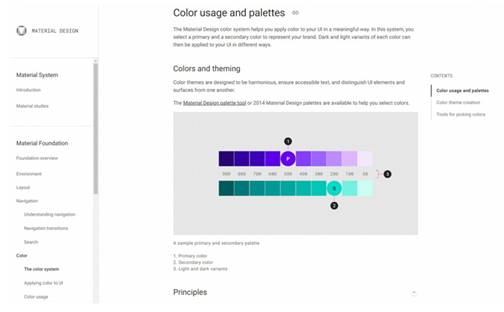 MATERIAL DESIGN
Material System
Introduction
Material studies
Material Foundation
Foundation overview
Environment
Layout
Navigation
Understanding navigation
Navigation transitions
Search
Color
The color system
Applying color to UI
Color usage
Color usage and palettes
The Material Design color system helps you apply color to your UI in a meaningful way. In this system, you
select a primary and a secondary color to represent your brand. Dark and light variants of each color can
then be applied to your UI in different ways.
Colors and theming
Color themes are designed to be harmonious, ensure accessible text, and distinguish UI elements and
surfaces from one another.
The Material Design palette tool or 2014 Material Design palettes are available to help you select colors.
1
P
900 800 700 600 500 400 300 200 100 50
3
S
2
A sample primary and secondary palette
1. Primary color
2. Secondary color
3. Light and dark variants
Principles
CONTENTS
Color usage and palettes
Color theme creation
Tools for picking colors